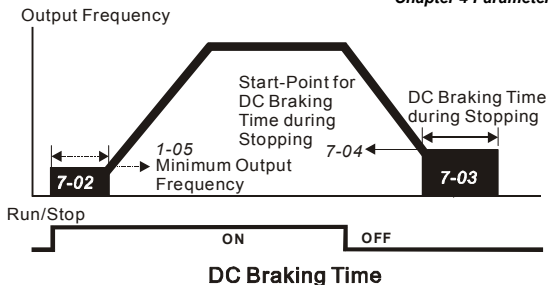 Chapter 4 Parameter
Output Frequency
Start-Point for
DC Braking
Time during
Stopping
DC Braking Time
during Stopping
1-05
Minimum Output
Frequency
7-04
7-02
7-03
Run/Stop
ON
OFF
DC Braking Time